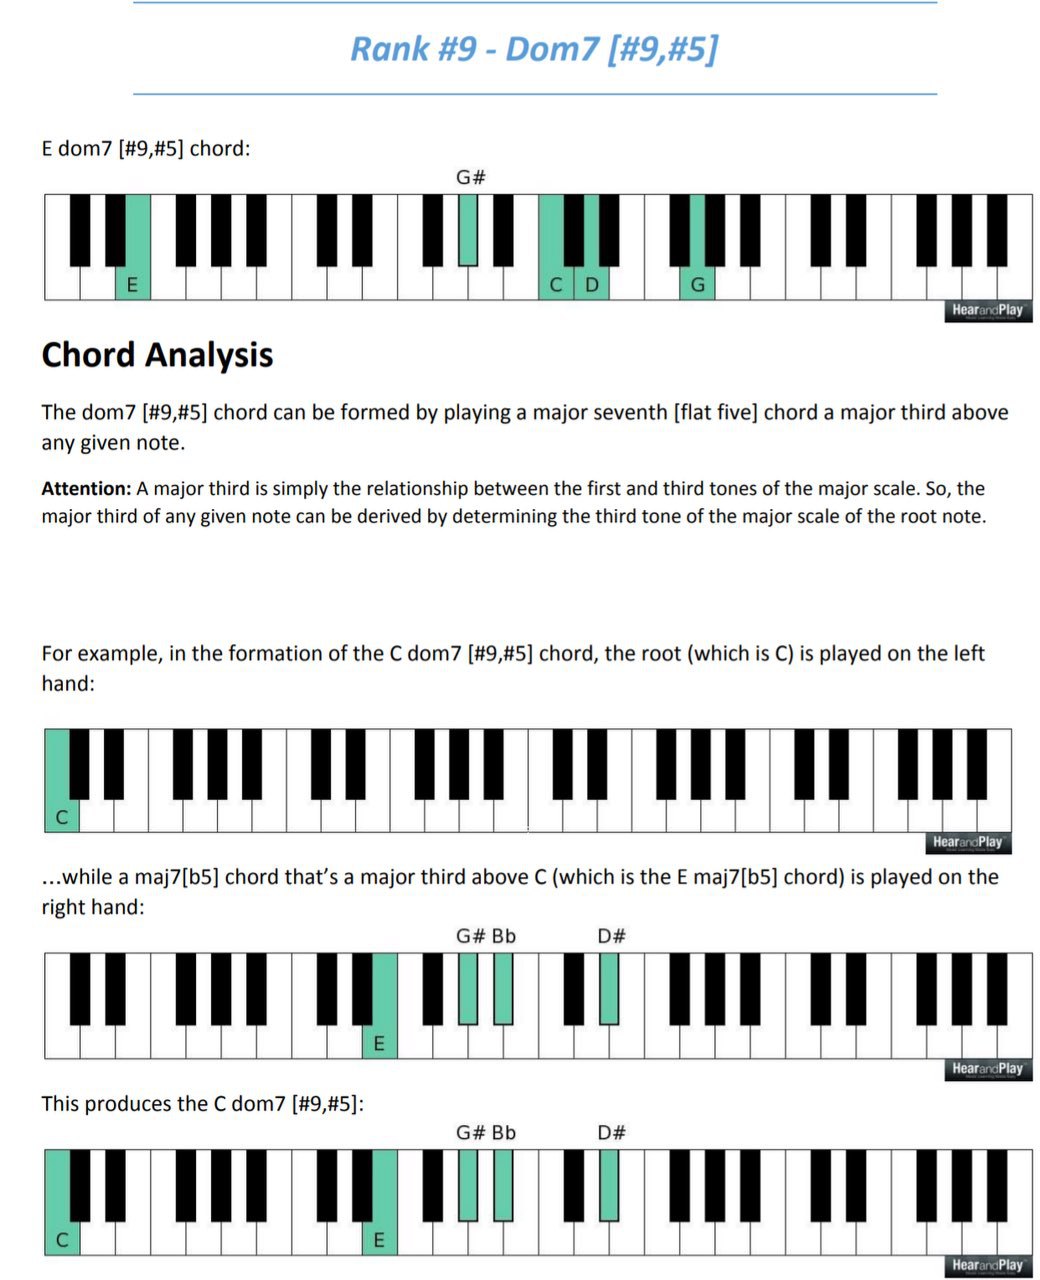 Rank #9 - Dom7 [#9,#5]
E dom7 [#9,#5] chord:
G#
E C D G
HearandPlay
Chord Analysis
The dom7 [#9,#5] chord can be formed by playing a major seventh [flat five] chord a major third above
any given note.
Attention: A major third is simply the relationship between the first and third tones of the major scale. So, the
major third of any given note can be derived by determining the third tone of the major scale of the root note.
For example, in the formation of the C dom7 [#9,#5] chord, the root (which is C) is played on the left
hand:
C
HearandPlay
...while a maj7[b5] chord that's a major third above C (which is the E maj7[b5] chord) is played on the
right hand:
G# Bb D#
E
HearandPlay
This produces the C dom7 [#9,#5]:
G# Bb D#
C E
HearandPlay